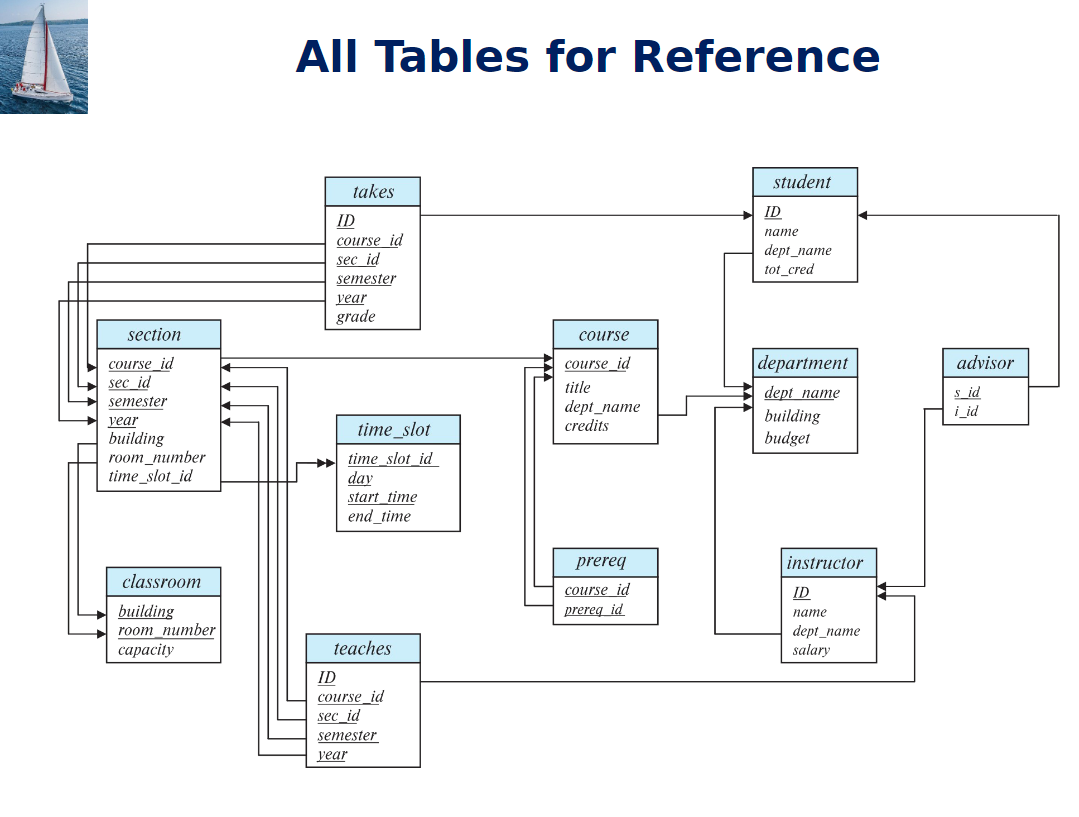 All Tables for Reference
takes
ID
course_id
sec_id
semester
year
grade
student
ID
name
dept_name
tot_cred
section
course_id
sec_id
semester
year
building
room_number
time_slot_id
course
course_id
title
dept_name
credits
department
dept_name
building
budget
advisor
s_id
i_id
time_slot
time_slot_id
day
start_time
end_time
prereq
course_id
prereq_id
instructor
ID
name
dept_name
salary
classroom
building
room_number
capacity
teaches
ID
course_id
sec_id
semester
year